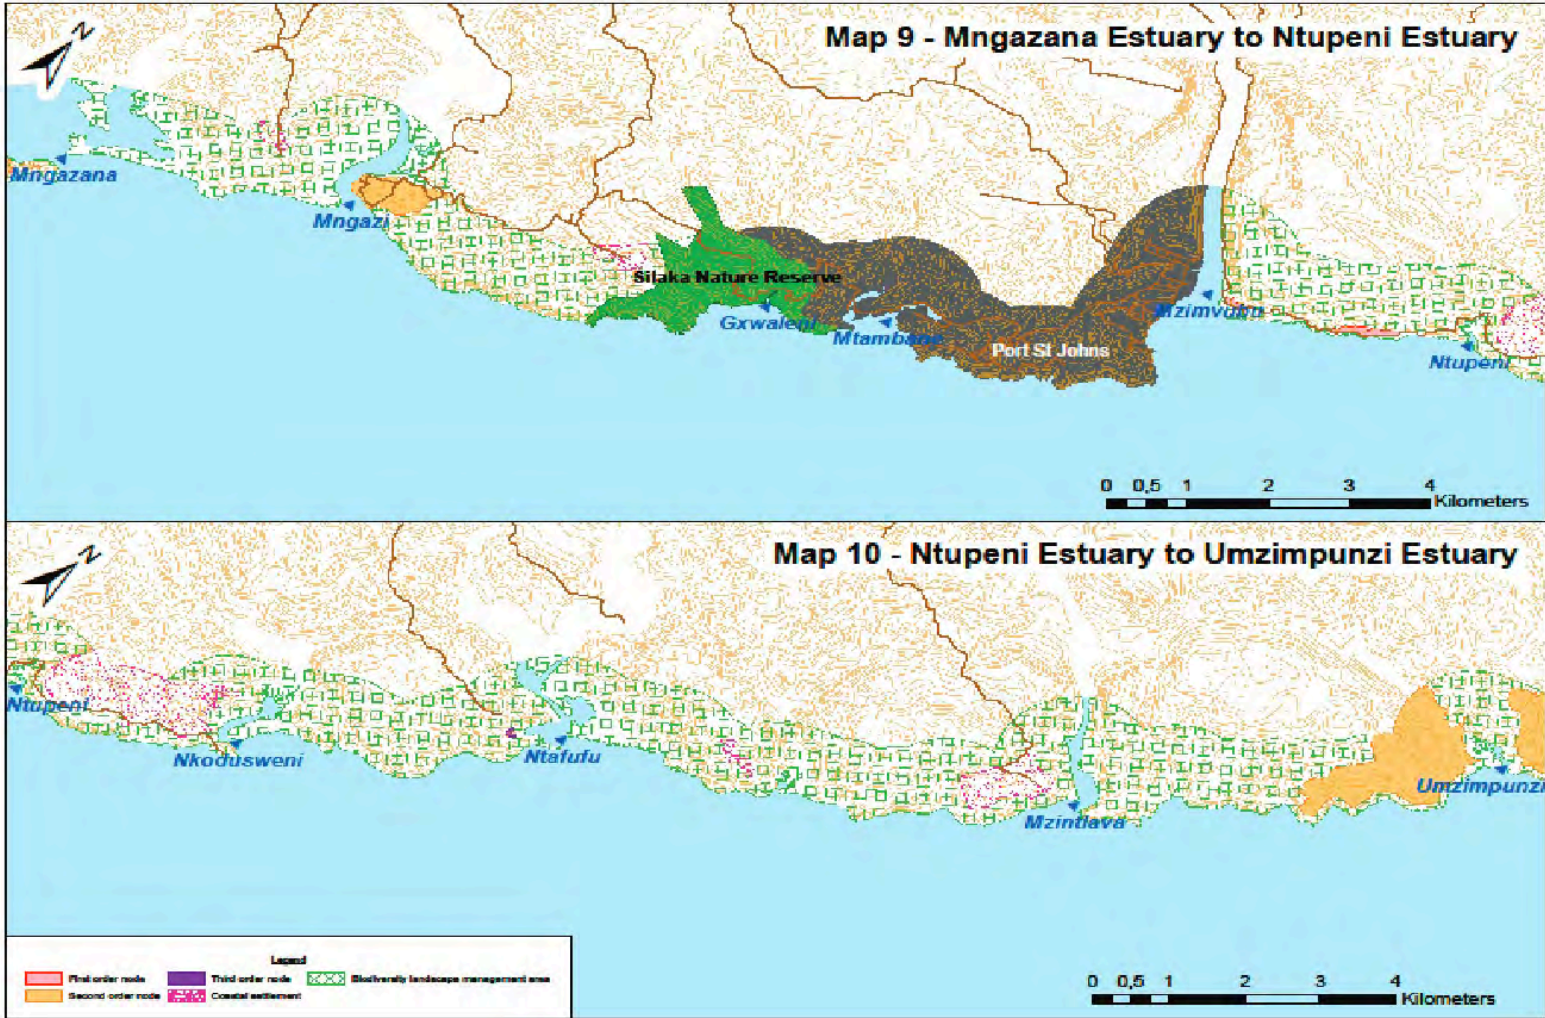 Map 9 - Mngazana Estuary to Ntupeni Estuary
N
Mngazana
Mngazi
Silaka Nature Reserve
Gxwaleni
Mtambane
Port St Johns
Mzimvubu
Ntupeni
0 0,5 1 2 3 4
Kilometers
Map 10 - Ntupeni Estuary to Umzimpunzi Estuary
N
Ntupeni
Nkodusweni
Ntafufu
Mzintlava
Umzimpunzi
Legend
First order node
Third order node
Biodiversity landscape management area
Second order node
Coastal settlement
0 0,5 1 2 3 4
Kilometers